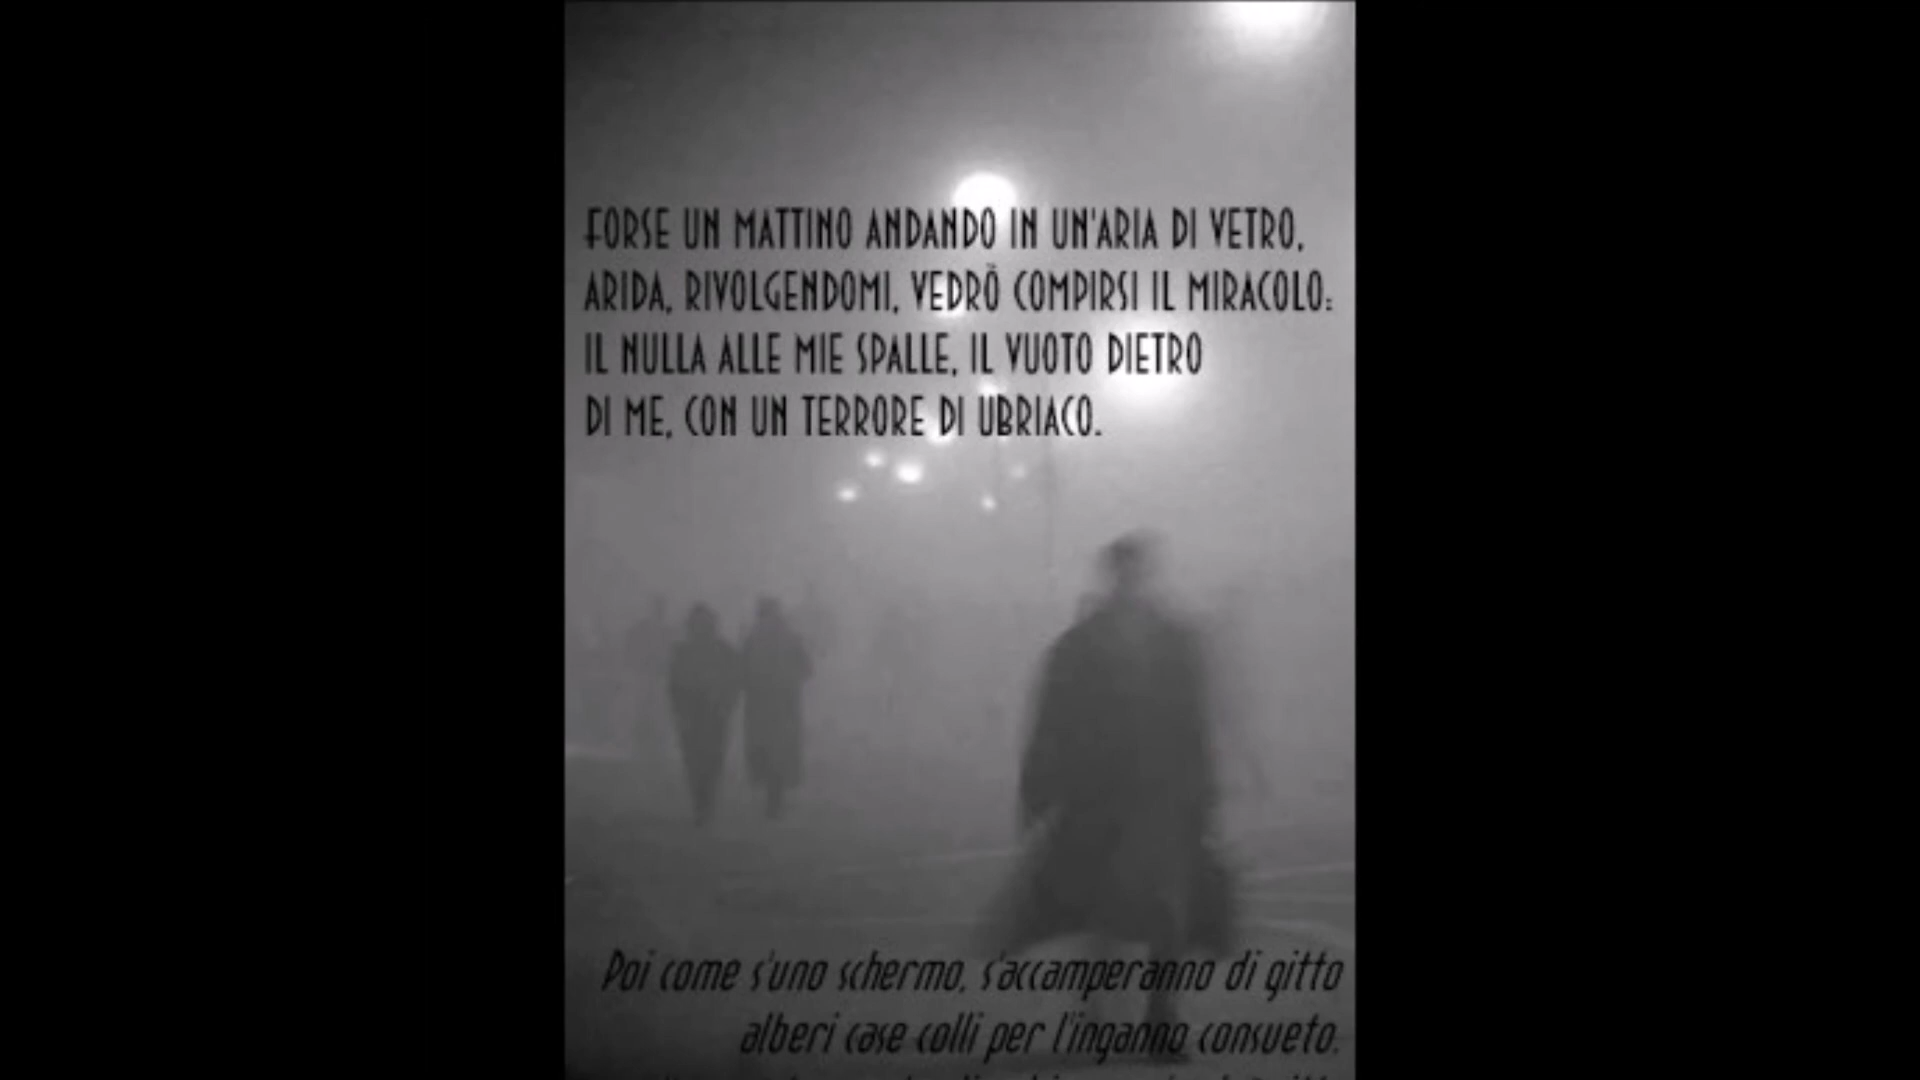 FORSE UN MATTINO ANDANDO IN UN'ARIA DI VETRO,
ARIDA, RIVOLGENDOMI, VEDRÒ COMPIRSI IL MIRACOLO:
IL NULLA ALLE MIE SPALLE, IL VUOTO DIETRO
DI ME, CON UN TERRORE DI UBRIACO.
Poi come s'uno schermo, s'accamperanno di gitto
alberi case colli per l'inganno consueto.